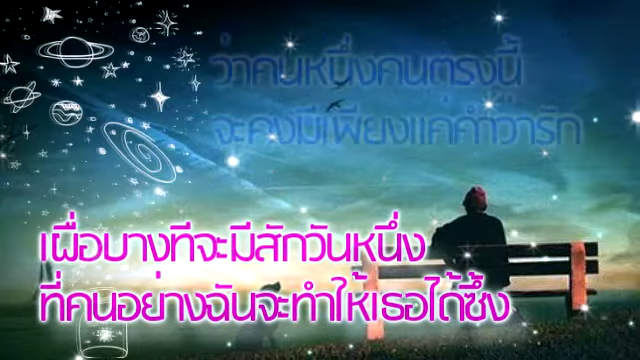 ว่าคนหนึ่งคนตรงนี้
จะคงมีเพียงแค่คำว่ารัก
เผื่อบางทีจะมีสักวันหนึ่ง
ที่คนอย่างฉันจะทำให้เธอได้ซึ้ง